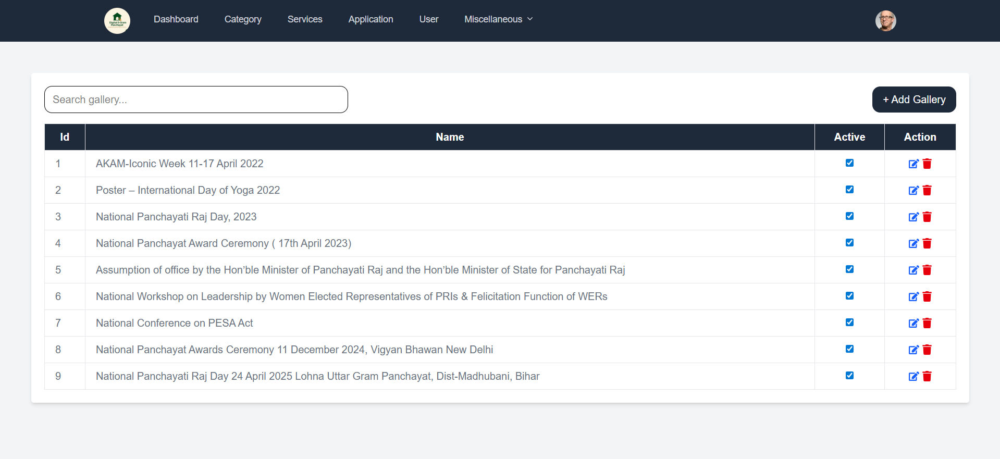 Digital E-Gram
Panchayat
Dashboard Category Services Application User Miscellaneous
Search gallery...
+ Add Gallery
Id Name Active Action
1 AKAM-Iconic Week 11-17 April 2022
2 Poster – International Day of Yoga 2022
3 National Panchayati Raj Day, 2023
4 National Panchayat Award Ceremony ( 17th April 2023)
5 Assumption of office by the Hon’ble Minister of Panchayati Raj and the Hon’ble Minister of State for Panchayati Raj
6 National Workshop on Leadership by Women Elected Representatives of PRIs & Felicitation Function of WERs
7 National Conference on PESA Act
8 National Panchayat Awards Ceremony 11 December 2024, Vigyan Bhawan New Delhi
9 National Panchayati Raj Day 24 April 2025 Lohna Uttar Gram Panchayat, Dist-Madhubani, Bihar